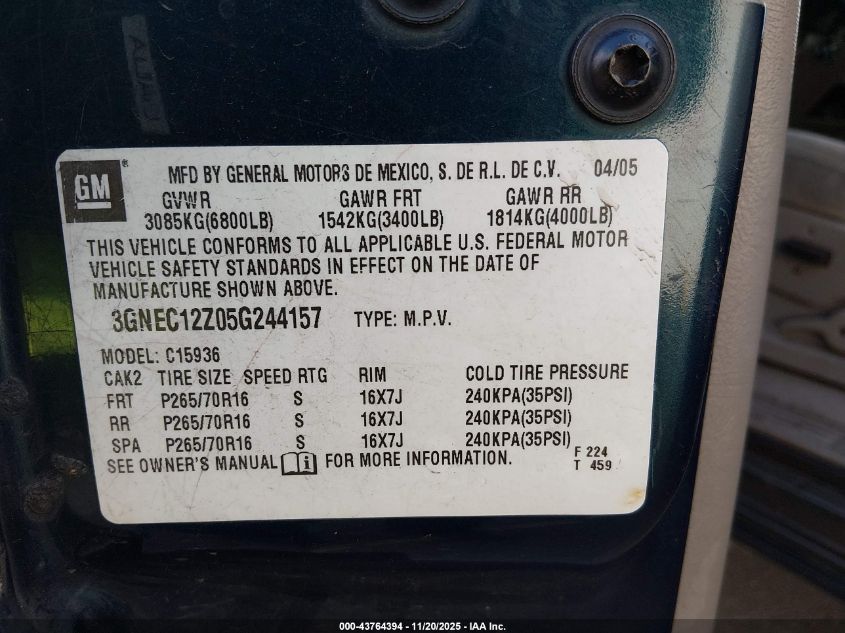 GM
MFD BY GENERAL MOTORS DE MEXICO, S. DE R.L. DE C.V. 04/05
GVWR GAWR FRT GAWR RR
3085KG(6800LB) 1542KG(3400LB) 1814KG(4000LB)
THIS VEHICLE CONFORMS TO ALL APPLICABLE U.S. FEDERAL MOTOR
VEHICLE SAFETY STANDARDS IN EFFECT ON THE DATE OF
MANUFACTURE SHOWN ABOVE.
3GNEC12Z05G244157 TYPE: M.P.V.
MODEL: C15936
CAK2 TIRE SIZE SPEED RTG RIM COLD TIRE PRESSURE
FRT P265/70R16 S 16X7J 240KPA(35PSI)
RR P265/70R16 S 16X7J 240KPA(35PSI)
SPA P265/70R16 S 16X7J 240KPA(35PSI)
SEE OWNER'S MANUAL i FOR MORE INFORMATION.
F 224
T 459
000-43764394 - 11/20/2025 - IAA Inc.